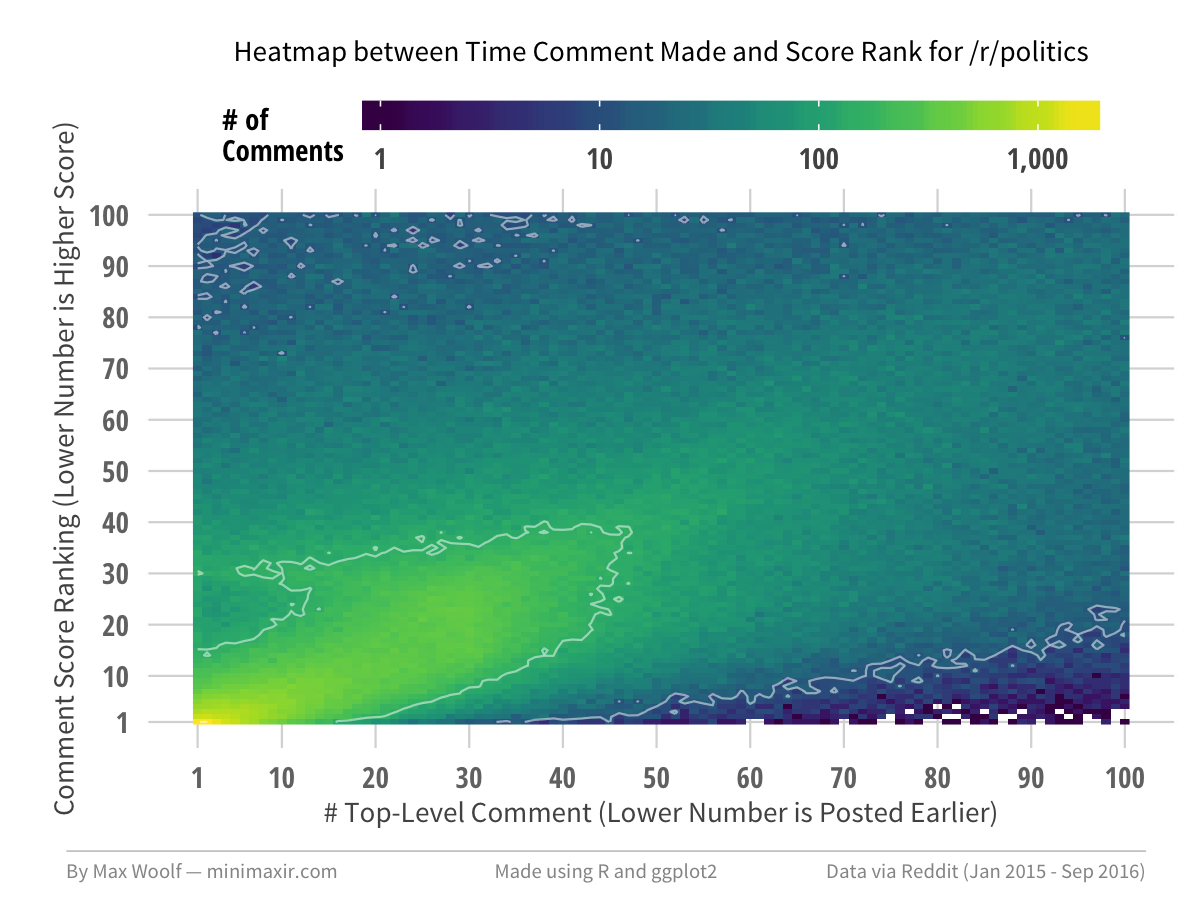 Heatmap between Time Comment Made and Score Rank for /r/politics
# of
Comments
1 10 100 1,000
Comment Score Ranking (Lower Number is Higher Score)
100
90
80
70
60
50
40
30
20
10
1
1 10 20 30 40 50 60 70 80 90 100
# Top-Level Comment (Lower Number is Posted Earlier)
By Max Woolf — minimaxir.com
Made using R and ggplot2
Data via Reddit (Jan 2015 - Sep 2016)